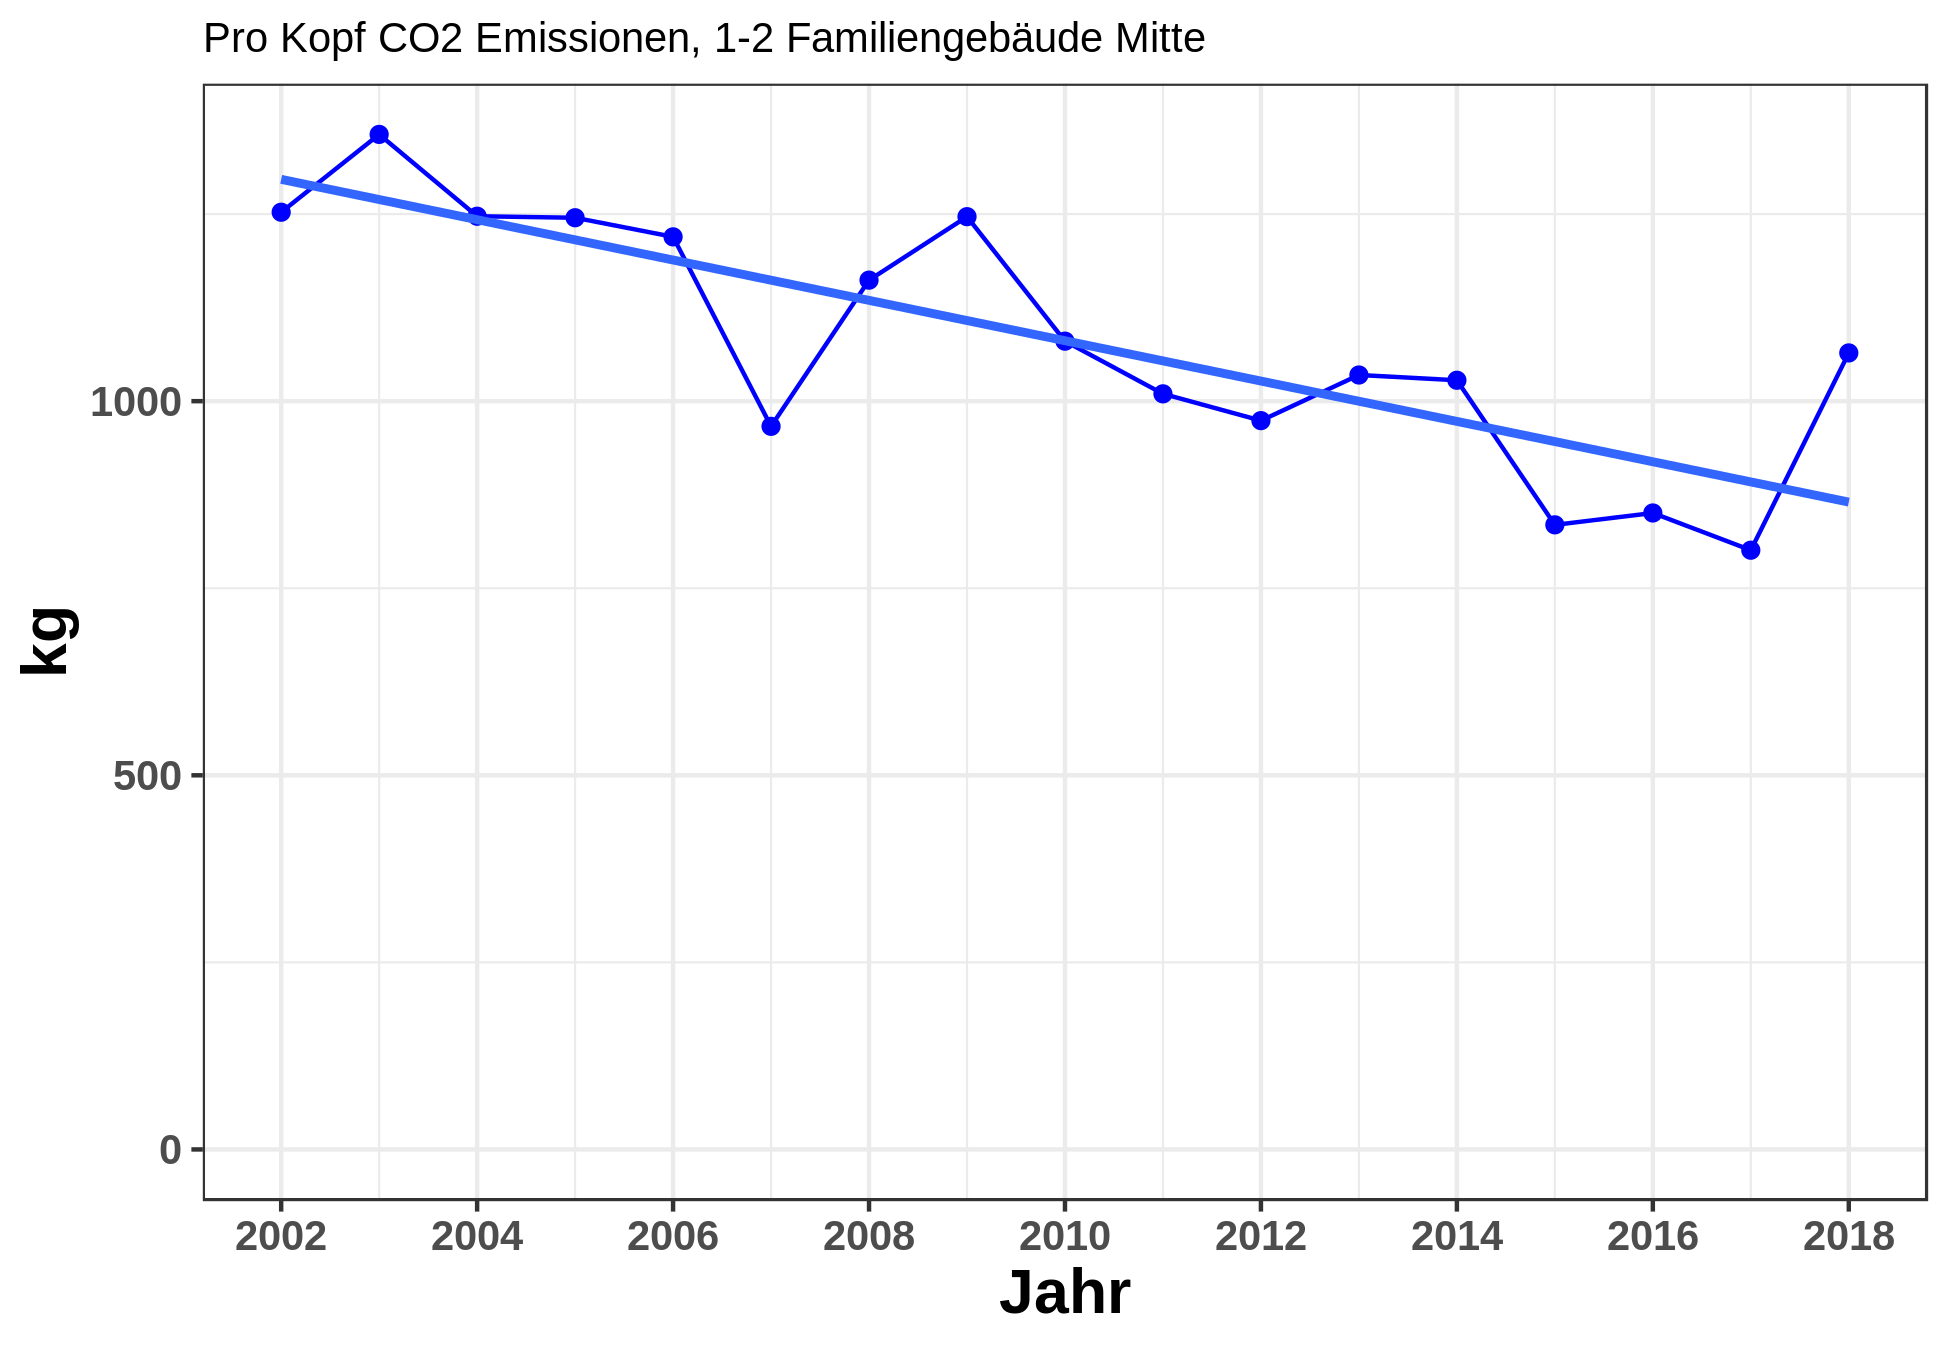 Pro Kopf CO2 Emissionen, 1-2 Familiengebäude Mitte
kg
1000
500
0
2002 2004 2006 2008 2010 2012 2014 2016 2018
Jahr